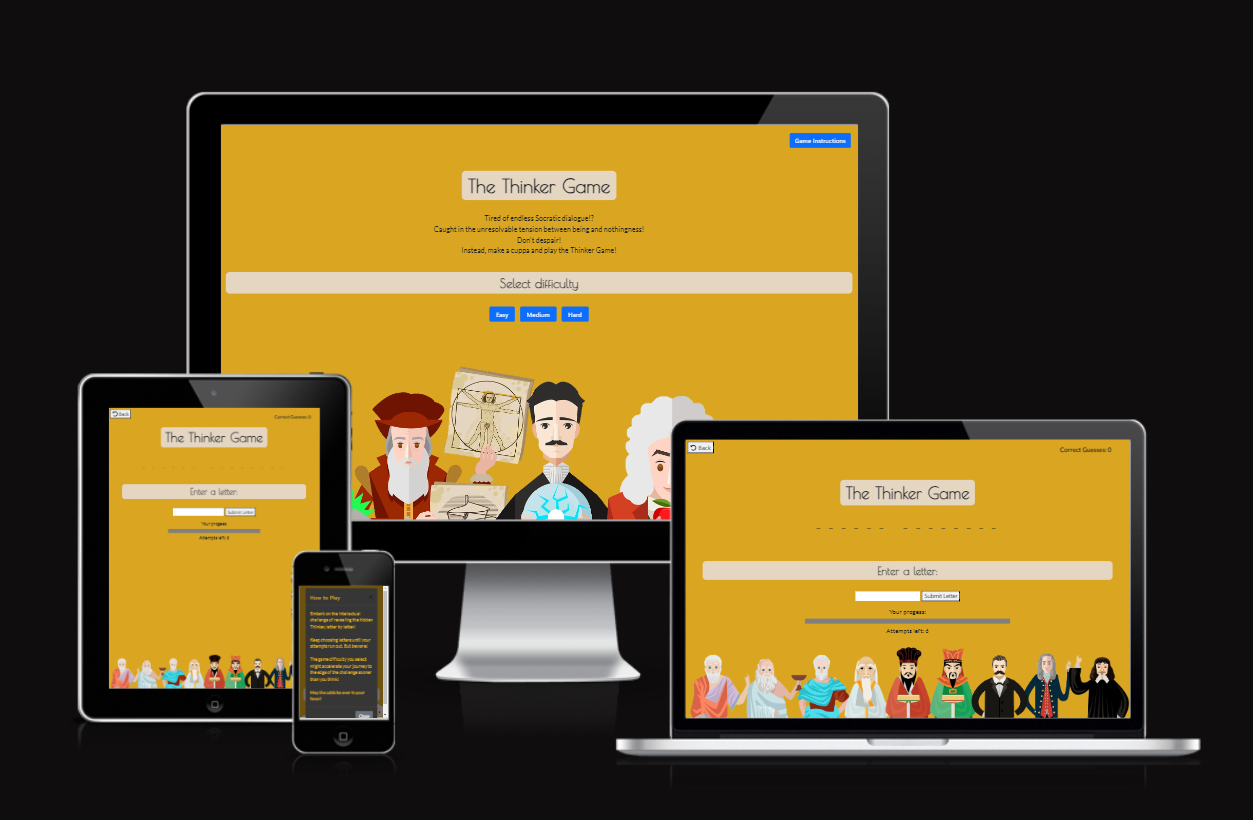 Game Instructions
The Thinker Game
Tired of endless Socratic dialogue!?
Caught in the unresolvable tension between being and nothingness!
Don't despair!
Instead, make a cuppa and play the Thinker Game!
Select difficulty
Easy Medium Hard
Back
Correct Guesses: 0
The Thinker Game
Enter a letter:
Submit Letter
Your progess:
Attempts left: 6
How to Play
Embark on the intellectual
challenge of revealing the hidden
Thinker, letter to letter!
Keep choosing letters until your
attempts run out. But beware!
The game difficulty you select
might accelerate your journey to
the edge of the challenge sooner
than you think!
May the odds be ever in your
favor!
Close
Back
Correct Guesses: 0
The Thinker Game
_ _ _ _ _ _ _ _ _ _ _ _ _ _
Enter a letter:
Submit Letter
Your progess:
Attempts left: 6